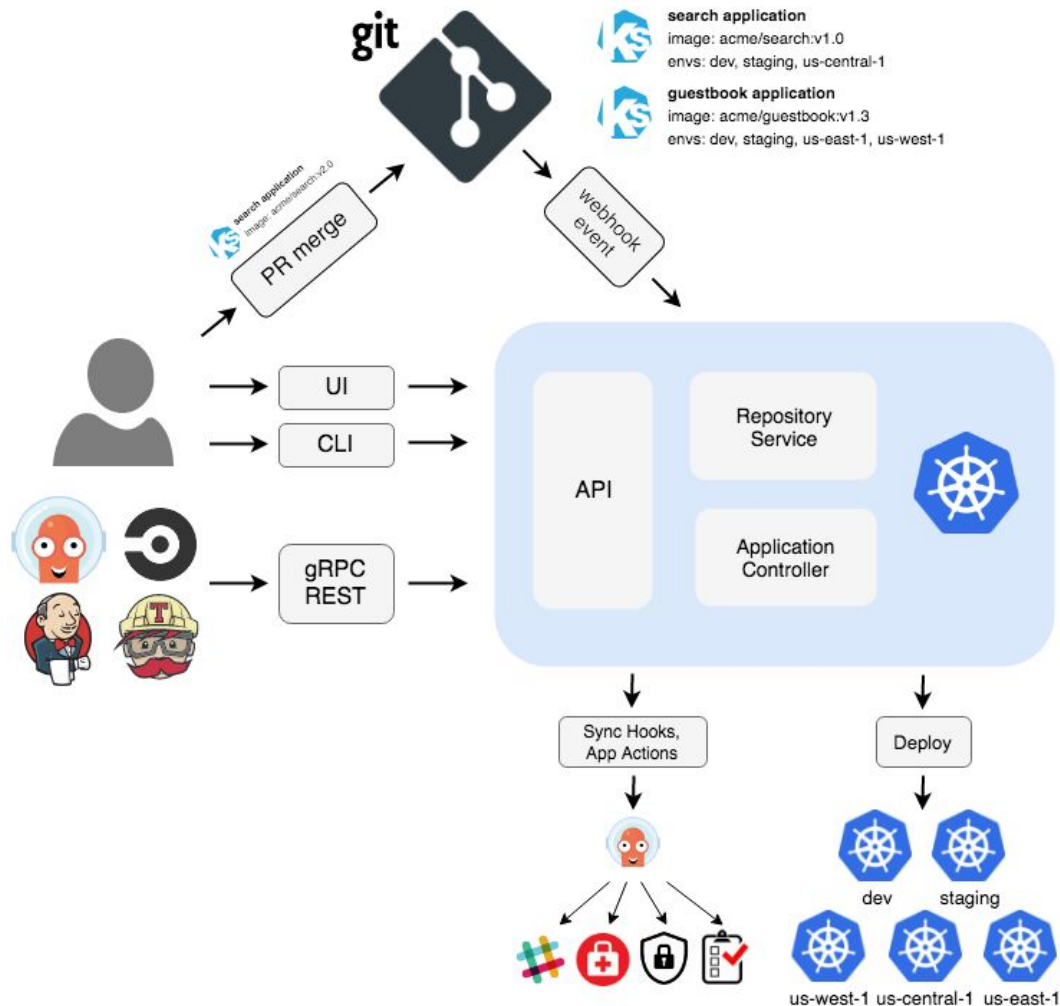 git
search application
image: acme/search:v1.0
envs: dev, staging, us-central-1
guestbook application
image: acme/guestbook:v1.3
envs: dev, staging, us-east-1, us-west-1
search application
image: acme/search:v2.0
PR merge
webhook
event
UI
CLI
gRPC
REST
API
Repository
Service
Application
Controller
Sync Hooks,
App Actions
Deploy
dev
staging
us-west-1
us-central-1
us-east-1
Ks
Ks
Ks
T